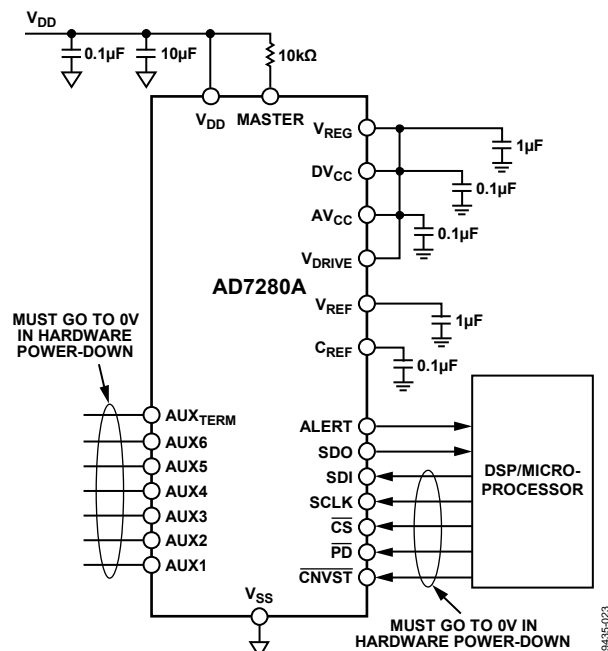 VDD
0.1µF
10µF
10kΩ
VDD
MASTER
VREG
1µF
DVCC
0.1µF
AVCC
0.1µF
VDRIVE
AD7280A
VREF
1µF
CREF
0.1µF
MUST GO TO 0V
IN HARDWARE
POWER-DOWN
AUXTERM
AUX6
AUX5
AUX4
AUX3
AUX2
AUX1
ALERT
SDO
SDI
SCLK
CS
PD
CNVST
DSP/MICRO-
PROCESSOR
VSS
MUST GO TO 0V IN
HARDWARE POWER-DOWN
9435-023